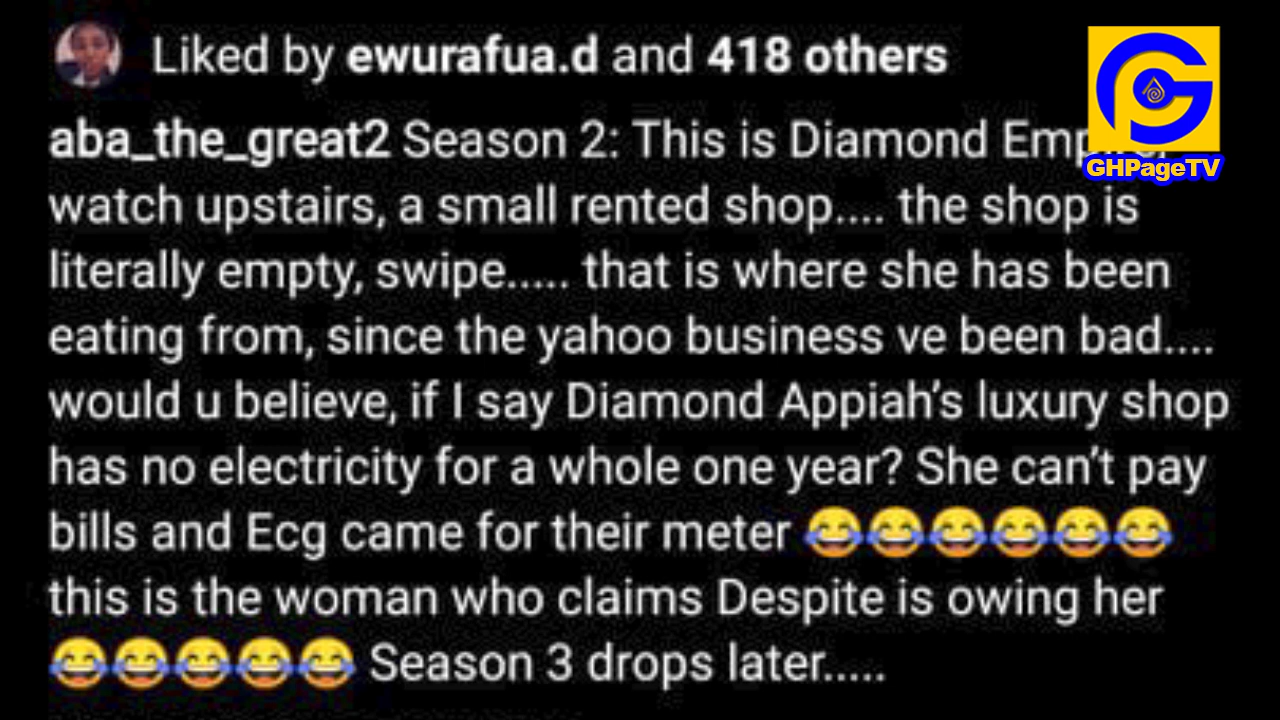 Liked by ewurafua.d and 418 others
aba_the_great2 Season 2: This is Diamond
watch upstairs, a small rented shop.... the shop is
literally empty, swipe..... that is where she has been
eating from, since the yahoo business ve been bad....
would u believe, if I say Diamond Appiah’s luxury shop
has no electricity for a whole one year? She can’t pay
bills and Ecg came for their meter 😂😂😂😂😂😂
this is the woman who claims Despite is owing her
😂😂😂😂😂 Season 3 drops later.....
GHPageTV